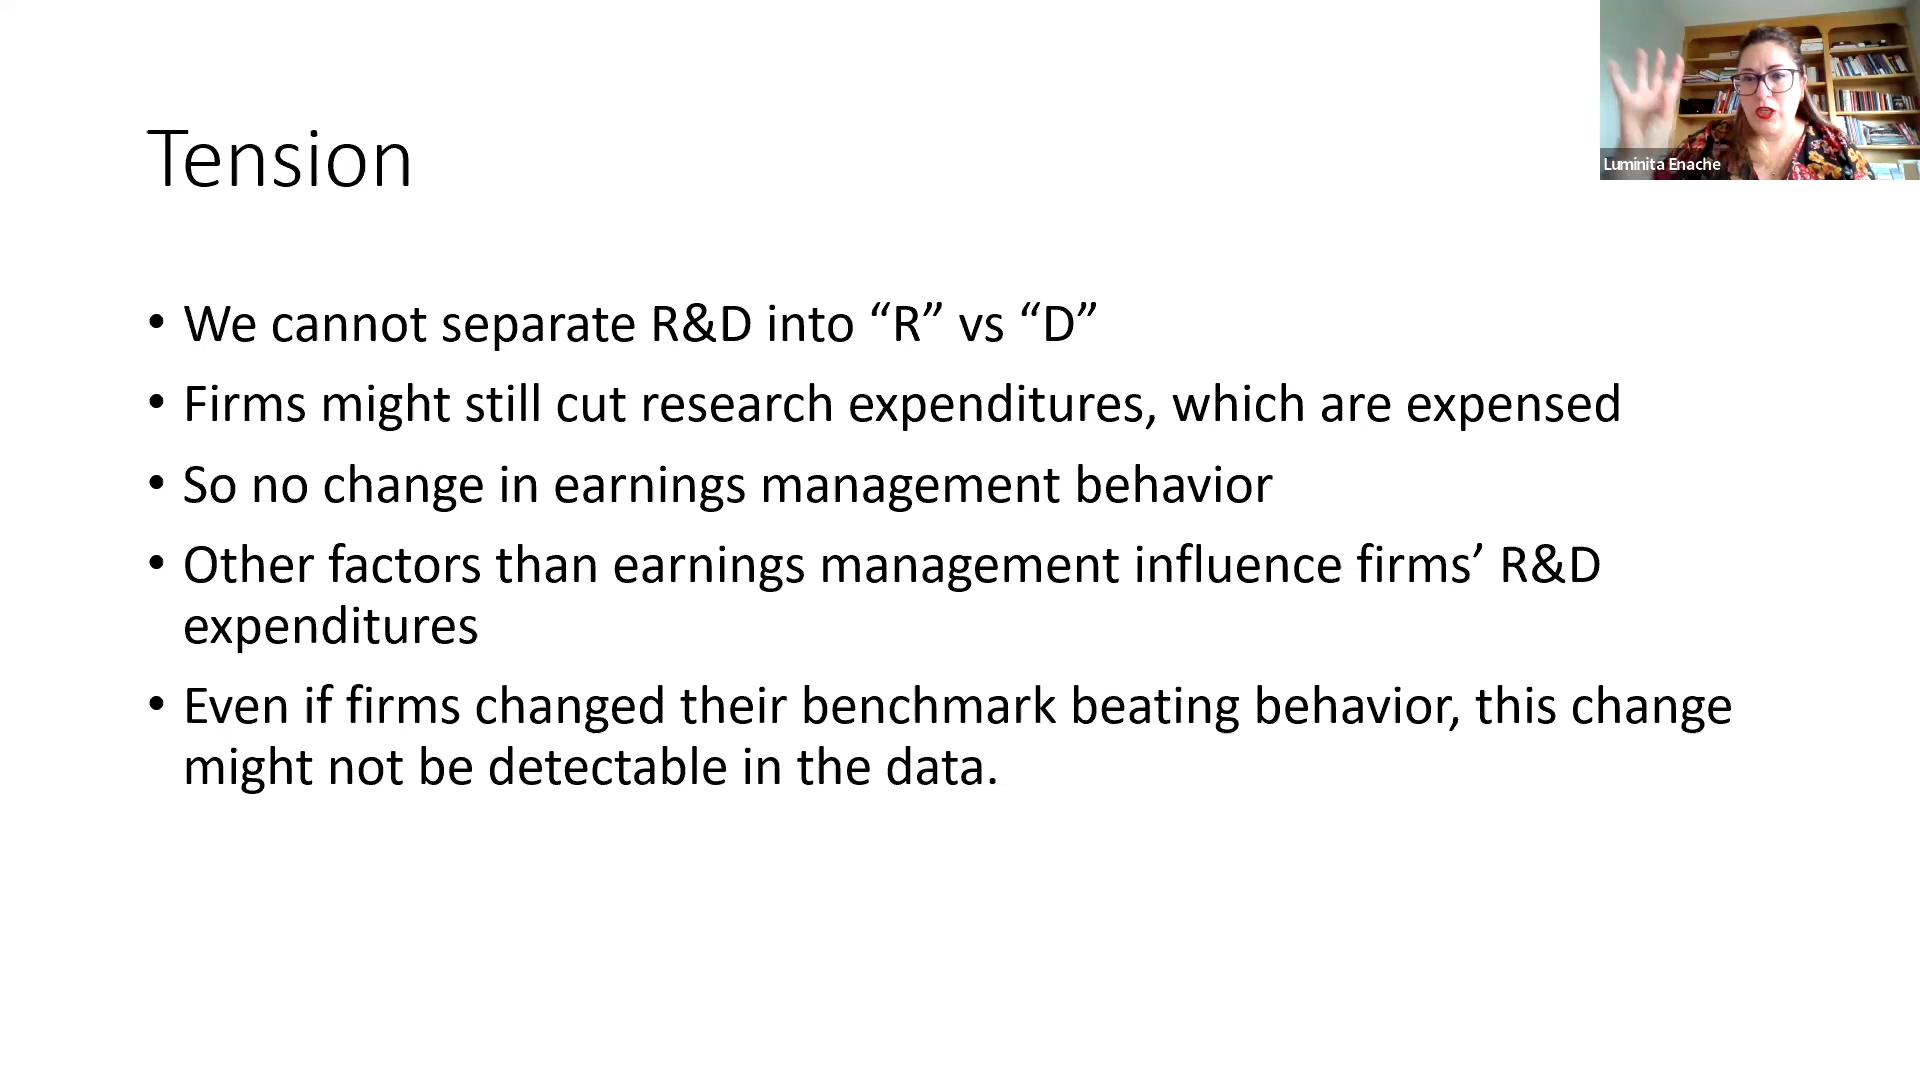 Tension
• We cannot separate R&D into “R” vs “D”
• Firms might still cut research expenditures, which are expensed
• So no change in earnings management behavior
• Other factors than earnings management influence firms’ R&D
expenditures
• Even if firms changed their benchmark beating behavior, this change
might not be detectable in the data.
Luminita Enache